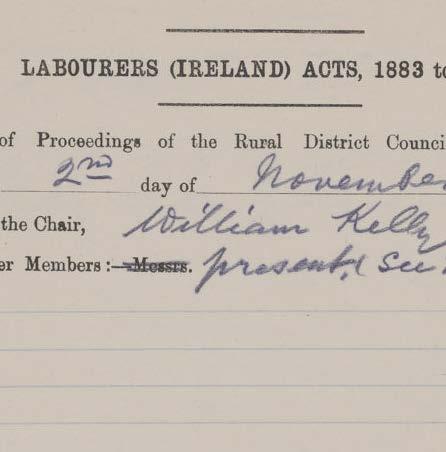 LABOURERS (IRELAND) ACTS, 1883 to
of Proceedings of the Rural District Counci
2nd day of November
the Chair, William Kelly
er Members:—Messrs. present, (see